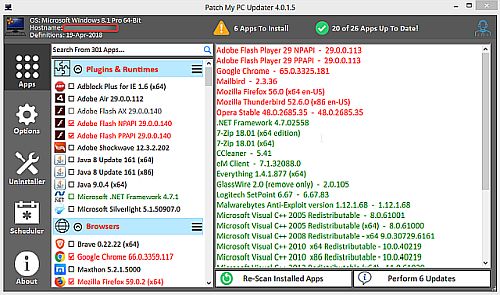 Patch My PC Updater 4.0.1.5
OS: Microsoft Windows 8.1 Pro 64-Bit
Hostname:
Definitions: 19-Apr-2018
6 Apps To Install
20 of 26 Apps Up To Date!
Apps
Options
Uninstaller
Scheduler
About
Search From 301 Apps...
Plugins & Runtimes
Adblock Plus for IE 1.6 (x64)
Adobe Air 29.0.0.112
Adobe Flash AX 29.0.0.140
Adobe Flash NPAPI 29.0.0.140
Adobe Flash PPAPI 29.0.0.140
Adobe Shockwave 12.3.2.202
Java 8 Update 161 (x64)
Java 8 Update 161 (x86)
Java 9.0.4 (x64)
Microsoft .NET Framework 4.7.1
Microsoft Silverlight 5.1.50907.0
Browsers
Brave 0.22.22 (x64)
Google Chrome 66.0.3359.117
Maxthon 5.2.1.5000
Mozilla Firefox 59.0.2 (x64)
Adobe Flash Player 29 NPAPI - 29.0.0.113
Adobe Flash Player 29 PPAPI - 29.0.0.113
Google Chrome - 65.0.3325.181
Mailbird - 2.3.36
Mozilla Firefox 56.0 (x64 en-US)
Mozilla Thunderbird 52.6.0 (x86 en-US)
Opera Stable 48.0.2685.35 - 48.0.2685.35
.NET Framework 4.7.02558
7-Zip 18.01 (x64 edition)
7-Zip 18.01 (x64)
CCleaner - 5.41
eM Client - 7.1.32088.0
Everything 1.4.1.877 (x64)
GlassWire 2.0 (remove only) - 2.0.105
Logitech SetPoint 6.67 - 6.67.83
Malwarebytes Anti-Exploit version 1.12.1.68 - 1.12.1.68
Microsoft Visual C++ 2005 Redistributable - 8.0.61001
Microsoft Visual C++ 2005 Redistributable (x64) - 8.0.61000
Microsoft Visual C++ 2008 Redistributable - x64 9.0.30729.6161
Microsoft Visual C++ 2010 x64 Redistributable - 10.0.40219
Microsoft Visual C++ 2010 x86 Redistributable - 10.0.40219
Re-Scan Installed Apps
Perform 6 Updates